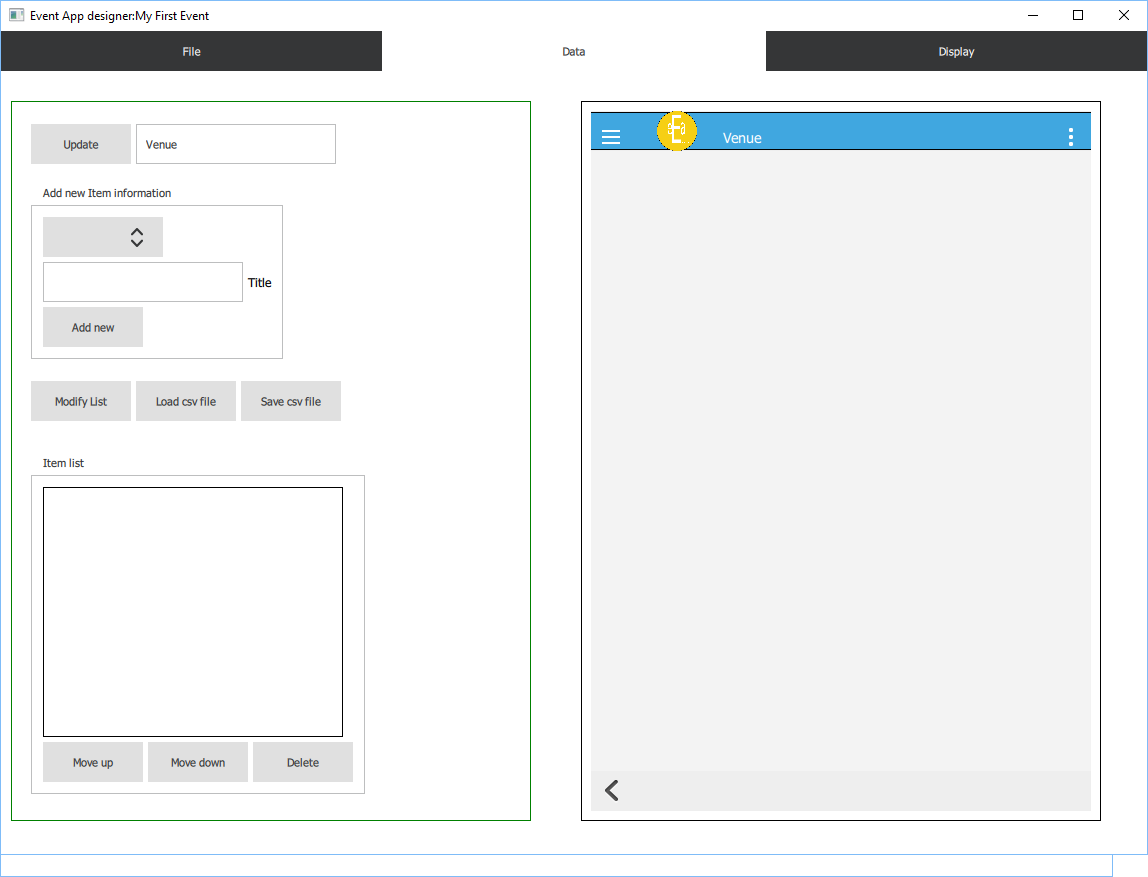 Event App designer:My First Event
File
Data
Display
Update
Venue
Add new Item information
Title
Add new
Modify List
Load csv file
Save csv file
Item list
Move up
Move down
Delete
Venue